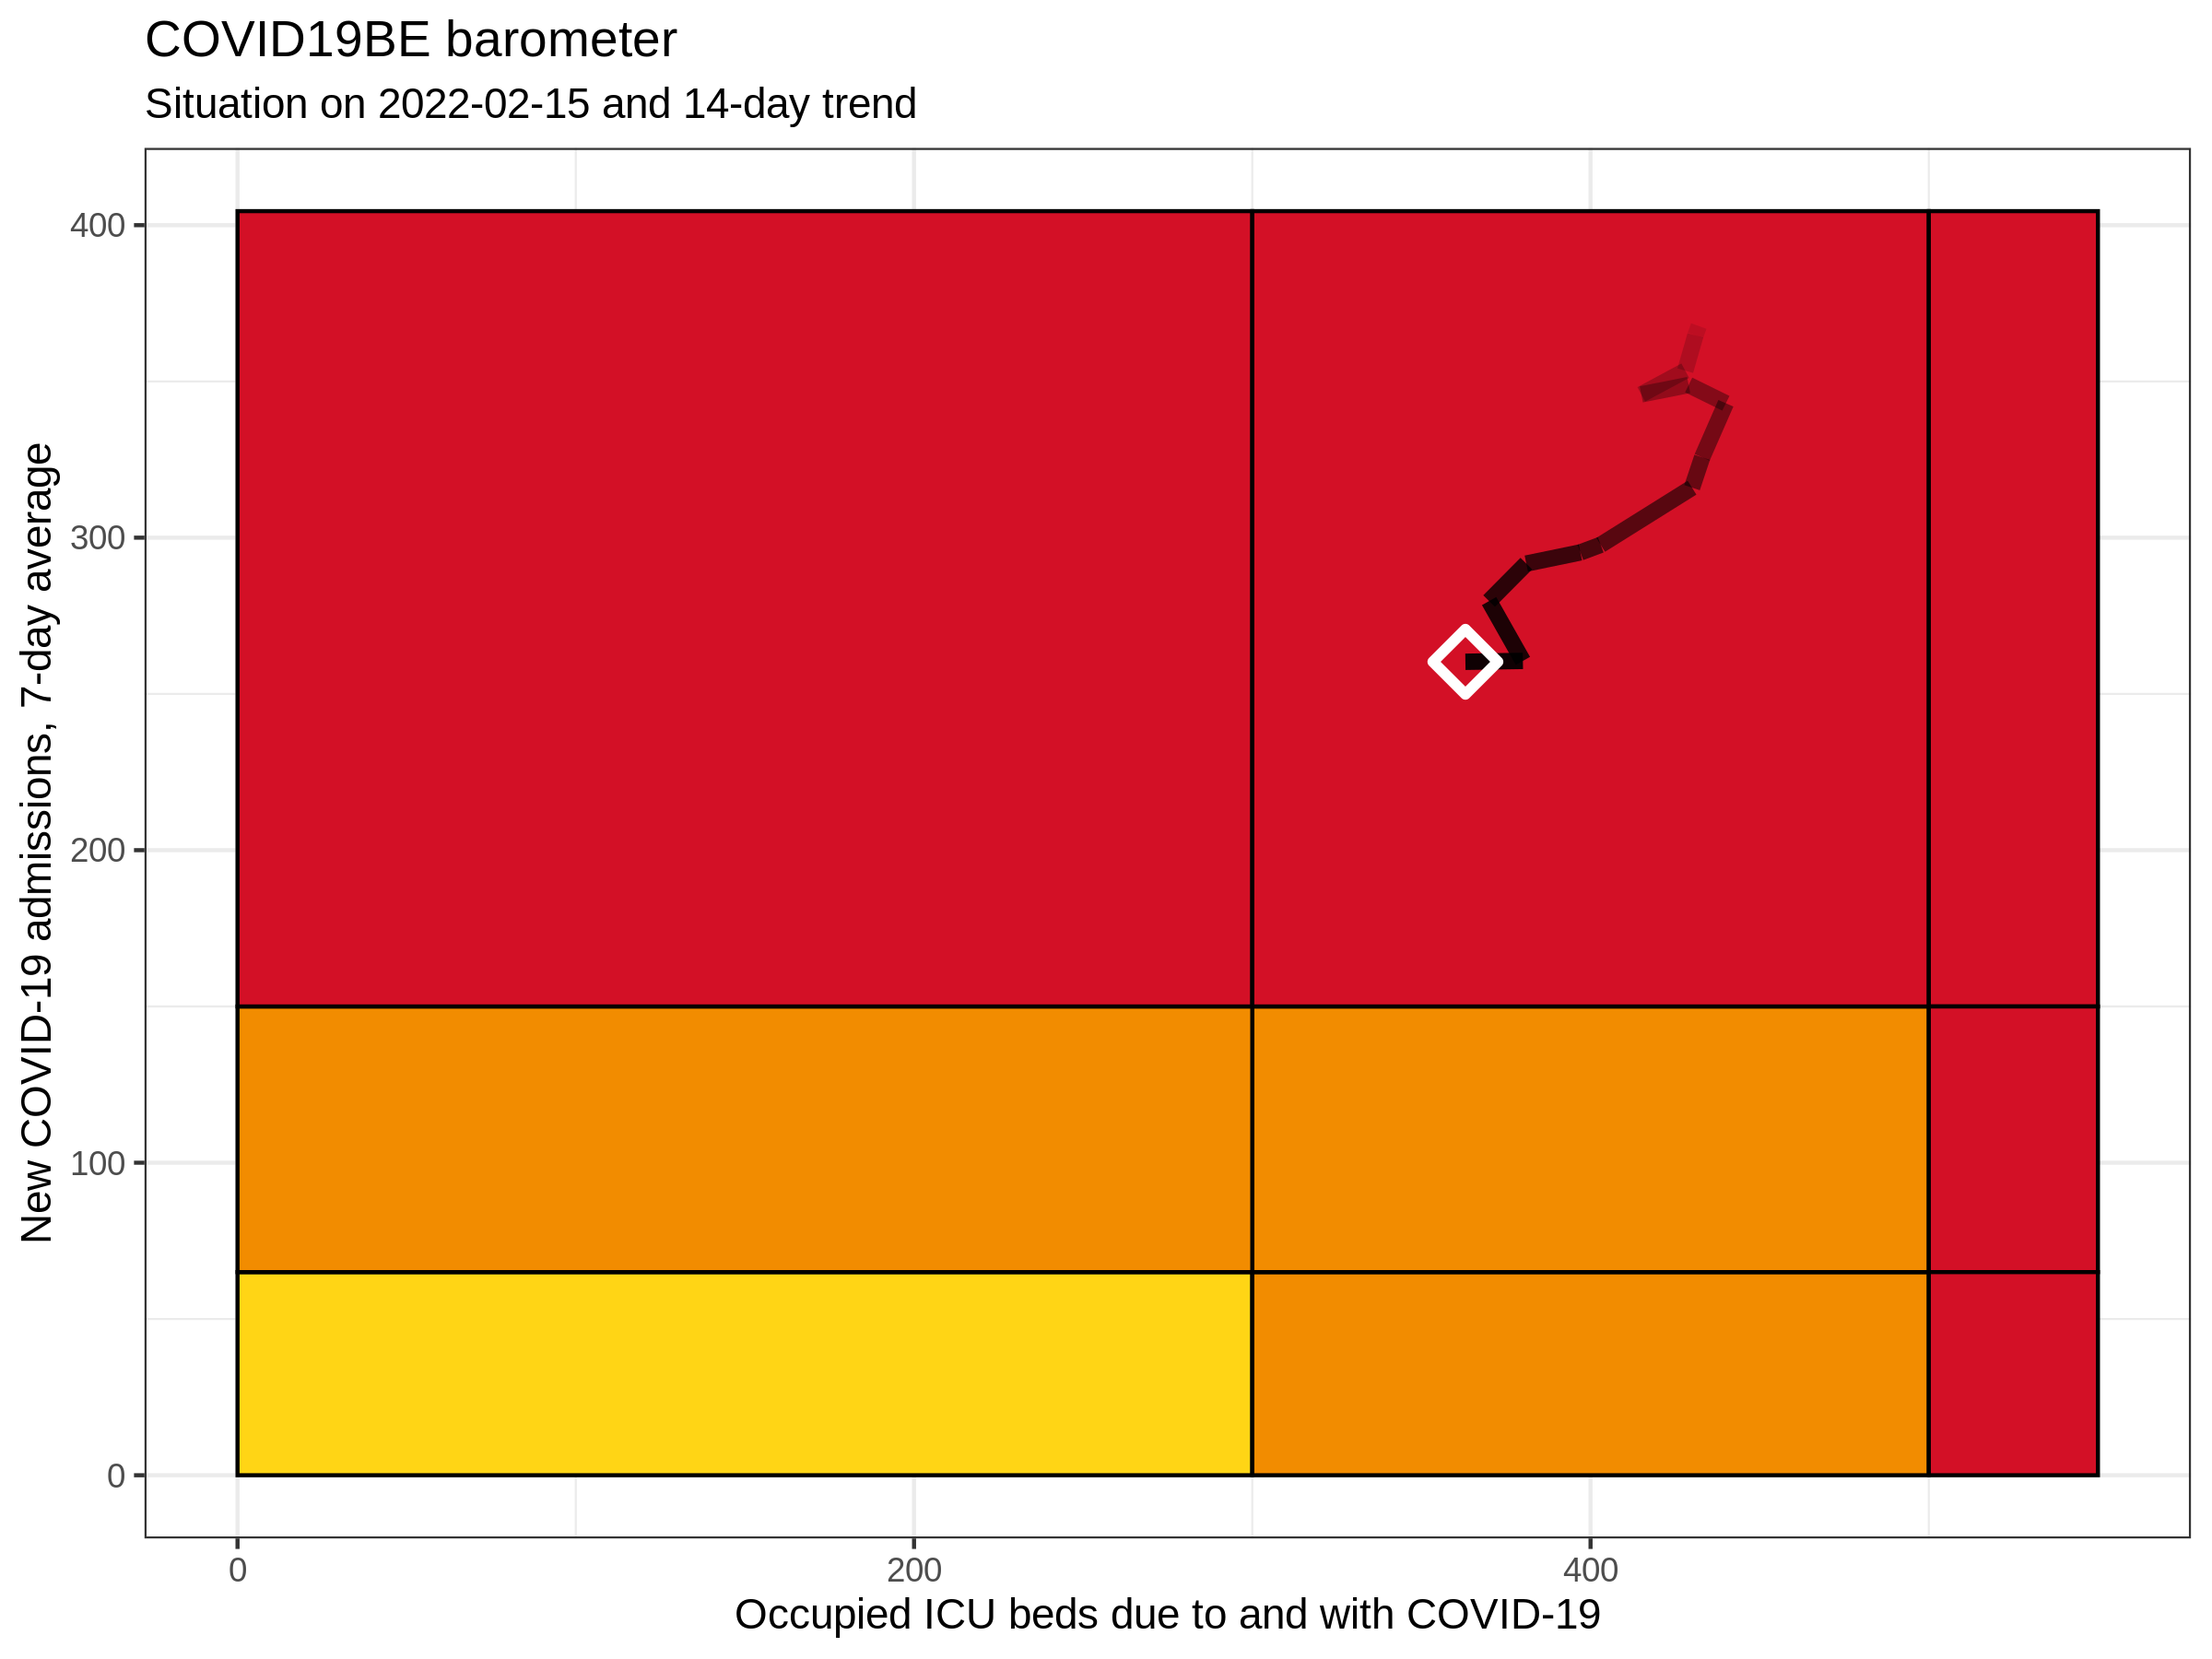 COVID19BE barometer
Situation on 2022-02-15 and 14-day trend
New COVID-19 admissions, 7-day average
400
300
200
100
0
0
200
400
Occupied ICU beds due to and with COVID-19